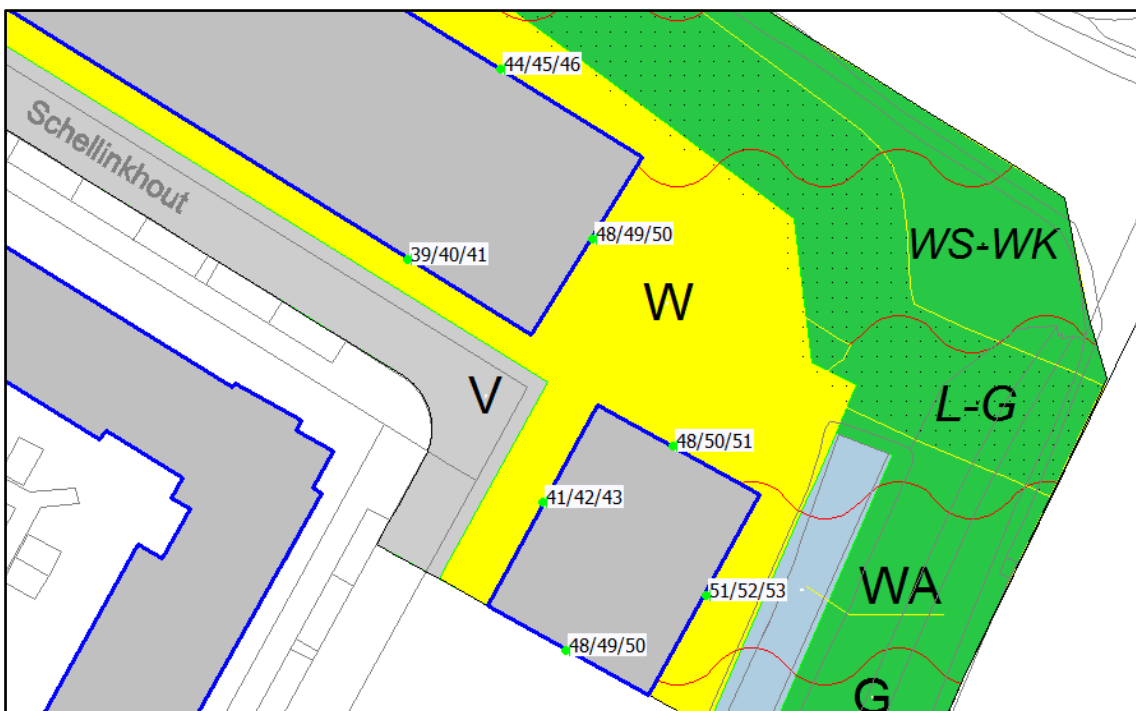 44/45/46
Schellinkhout
48/49/50
39/40/41
WS-WK
W
V
L-G
48/50/51
41/42/43
WA
51/52/53
48/49/50
G